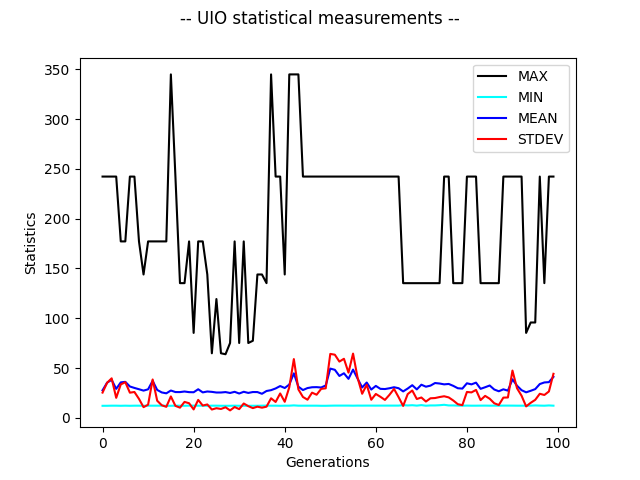 -- UIO statistical measurements --
350
300
250
200
150
100
50
0
Statistics
MAX
MIN
MEAN
STDEV
0 20 40 60 80 100
Generations